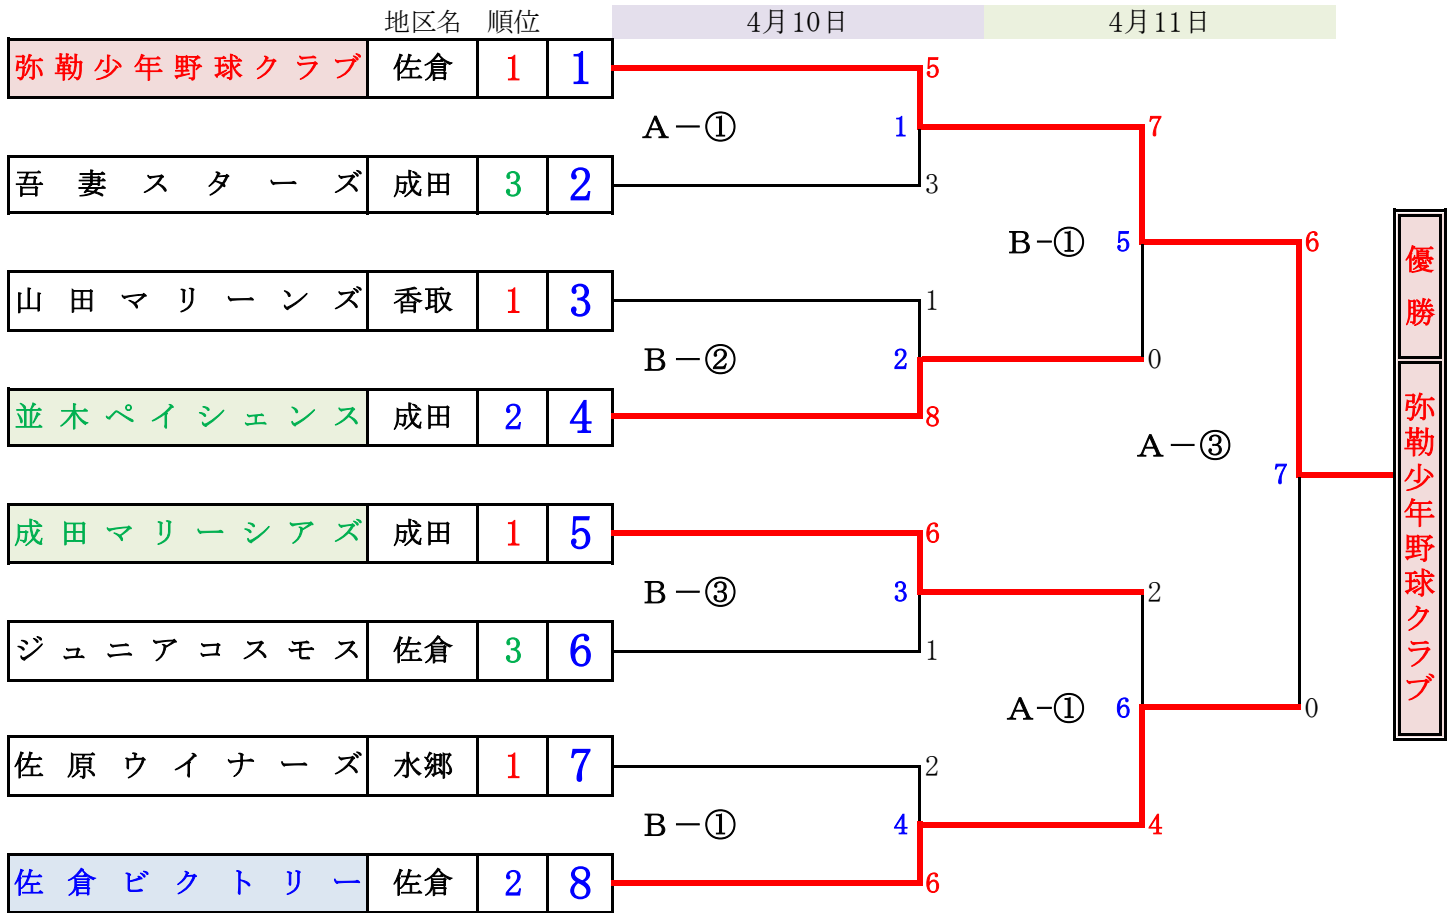 地区名 順位 4月10日 4月11日
弥勒少年野球クラブ 佐倉 1 1 5
A－① 1 7
吾妻スターズ 成田 3 2 3
B－① 5 6
山田マリーンズ 香取 1 3 1
B－② 2 0
並木ペイシェンス 成田 2 4 8
A－③ 7
成田マリーシアズ 成田 1 5 6
B－③ 3 2
ジュニアコスモス 佐倉 3 6 1
A－① 6 0
佐原ウイナーズ 水郷 1 7 2
B－① 4 4
佐倉ビクトリー 佐倉 2 8 6
優勝
弥勒少年野球クラブ